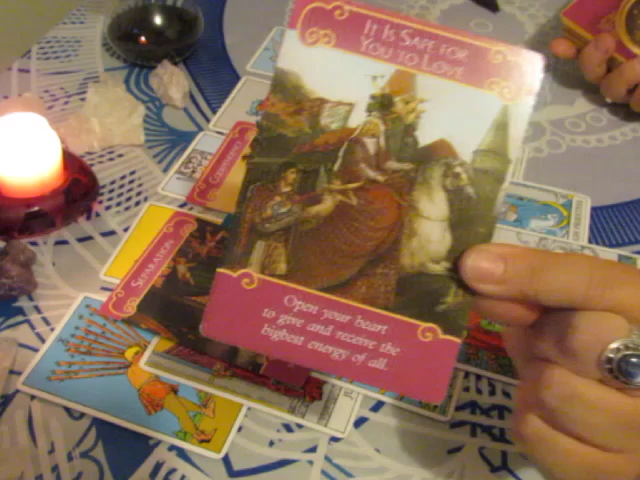 It Is Safe for
You to Love
Codependency
Separation
Open your heart
to give and receive the
highest energy of all.